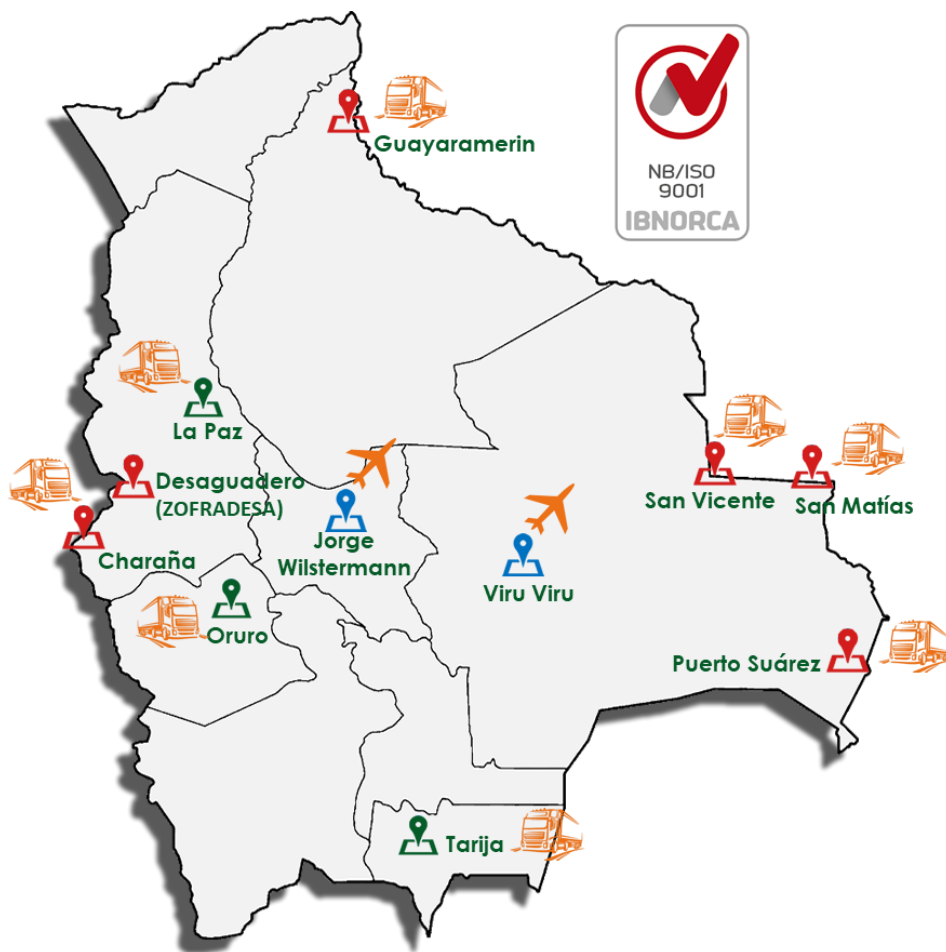 NB/ISO
9001
IBNORCA
Guayaramerin
La Paz
Desaguadero
(ZOFRADESA)
Charaña
Jorge
Wilstermann
Viru Viru
San Vicente
San Matías
Oruro
Puerto Suárez
Tarija